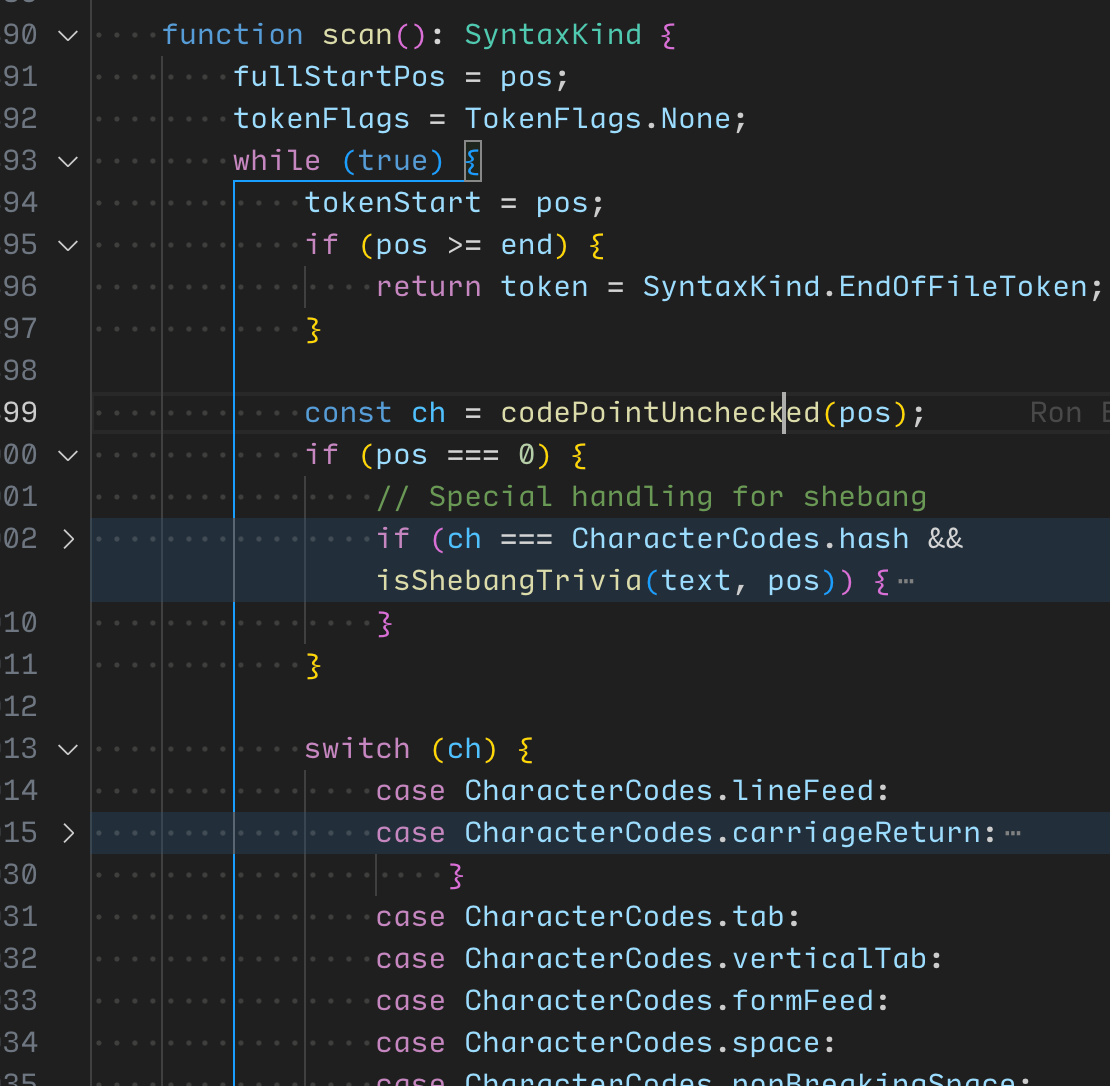 90 function scan(): SyntaxKind {
91 fullStartPos = pos;
92 tokenFlags = TokenFlags.None;
93 while (true) {
94 tokenStart = pos;
95 if (pos >= end) {
96 return token = SyntaxKind.EndOfFileToken;
97 }
98
99 const ch = codePointUnchecked(pos); Ron
00 if (pos === 0) {
01 // Special handling for shebang
02 if (ch === CharacterCodes.hash &&
isShebangTrivia(text, pos)) {⋯
10 }
11 }
12
13 switch (ch) {
14 case CharacterCodes.lineFeed:
15 case CharacterCodes.carriageReturn:⋯
30 }
31 case CharacterCodes.tab:
32 case CharacterCodes.verticalTab:
33 case CharacterCodes.formFeed:
34 case CharacterCodes.space:
35 case CharacterCodes.nonBreakingSpace: